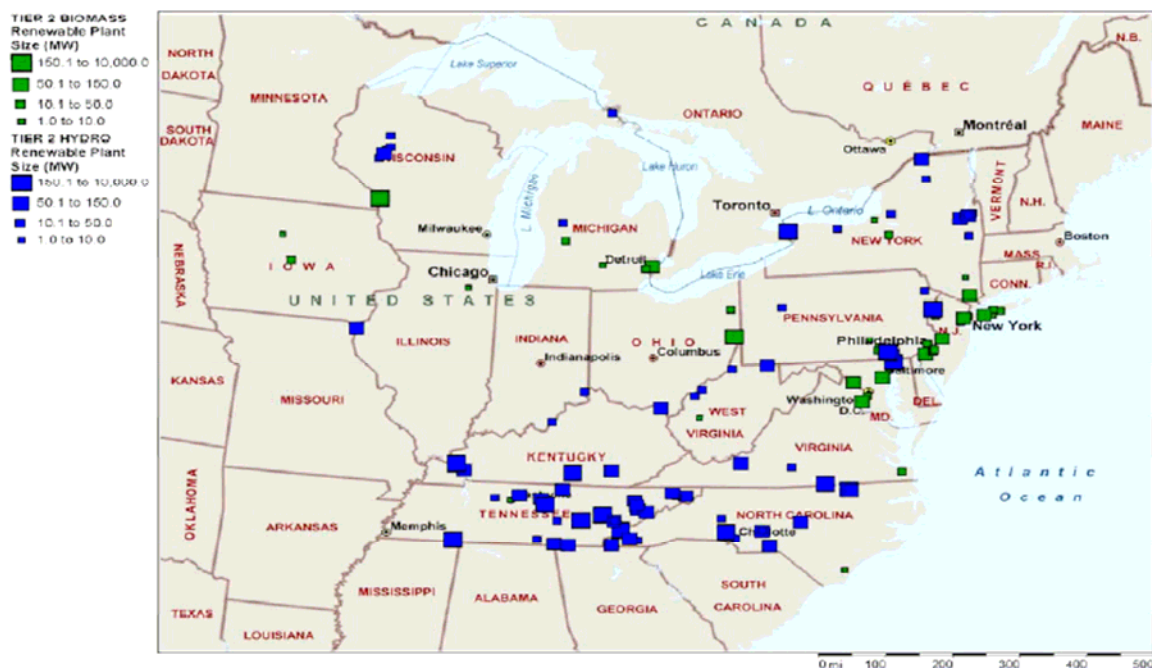 TIER 2 BIOMASS
Renewable Plant
Size (MW)
150.1 to 10,000.0
50.1 to 150.0
10.1 to 50.0
1.0 to 10.0
TIER 2 HYDRO
Renewable Plant
Size (MW)
150.1 to 10,000.0
50.1 to 150.0
10.1 to 50.0
1.0 to 10.0
CANADA
N.B.
NORTH
DAKOTA
Lake Superior
QUÉBEC
MINNESOTA
ONTARIO
MAINE
SOUTH
DAKOTA
Montréal
Ottawa
WISCONSIN
Lake Huron
VERMONT
N.H.
L. Michigan
Toronto
L. Ontario
Milwaukee
MICHIGAN
NEW YORK
Boston
NEBRASKA
IOWA
Detroit
MASS
R.I.
Chicago
Lake Erie
CONN.
UNITED STATES
PENNSYLVANIA
N.J.
New York
ILLINOIS
INDIANA
OHIO
Philadelphia
Indianapolis
Columbus
Baltimore
KANSAS
MISSOURI
WEST
VIRGINIA
Washington
D.C.
MD.
DEL
VIRGINIA
KENTUCKY
Atlantic
Ocean
OKLAHOMA
TENNESSEE
NORTH CAROLINA
ARKANSAS
Memphis
Charlotte
MISSISSIPPI
ALABAMA
GEORGIA
SOUTH
CAROLINA
TEXAS
LOUISIANA
0 mi 100 200 300 400 500